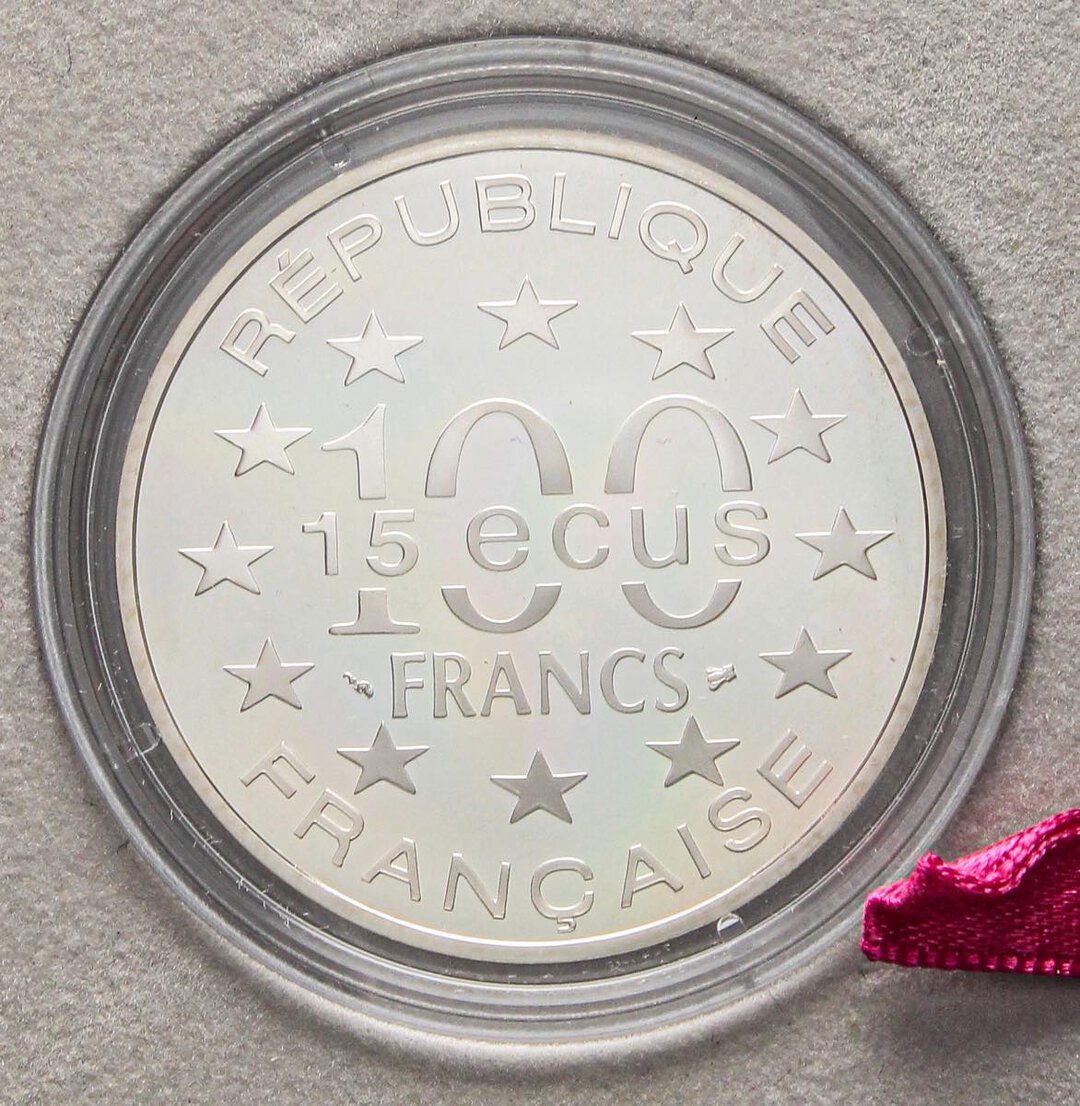 RÉPUBLIQUE
100
15 ecus
FRANCS
FRANÇAISE